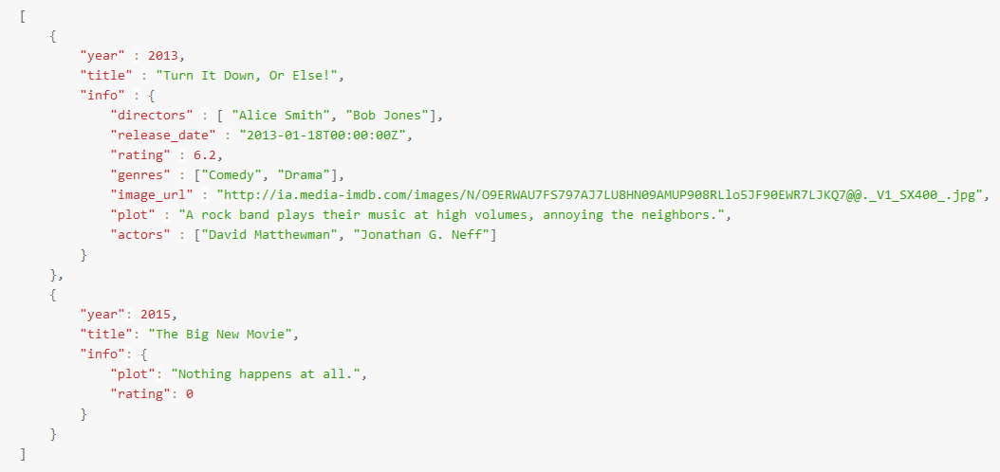 [
    {
        "year" : 2013,
        "title" : "Turn It Down, Or Else!",
        "info" : {
            "directors" : [ "Alice Smith", "Bob Jones"],
            "release_date" : "2013-01-18T00:00:00Z",
            "rating" : 6.2,
            "genres" : ["Comedy", "Drama"],
            "image_url" : "http://ia.media-imdb.com/images/N/O9ERWAU7FS797AJ7LU8HN09AMUP908RLlo5JF90EWR7LJKQ7@@._V1_SX400_.jpg",
            "plot" : "A rock band plays their music at high volumes, annoying the neighbors.",
            "actors" : ["David Matthewman", "Jonathan G. Neff"]
        }
    },
    {
        "year": 2015,
        "title": "The Big New Movie",
        "info": {
            "plot": "Nothing happens at all.",
            "rating": 0
        }
    }
]